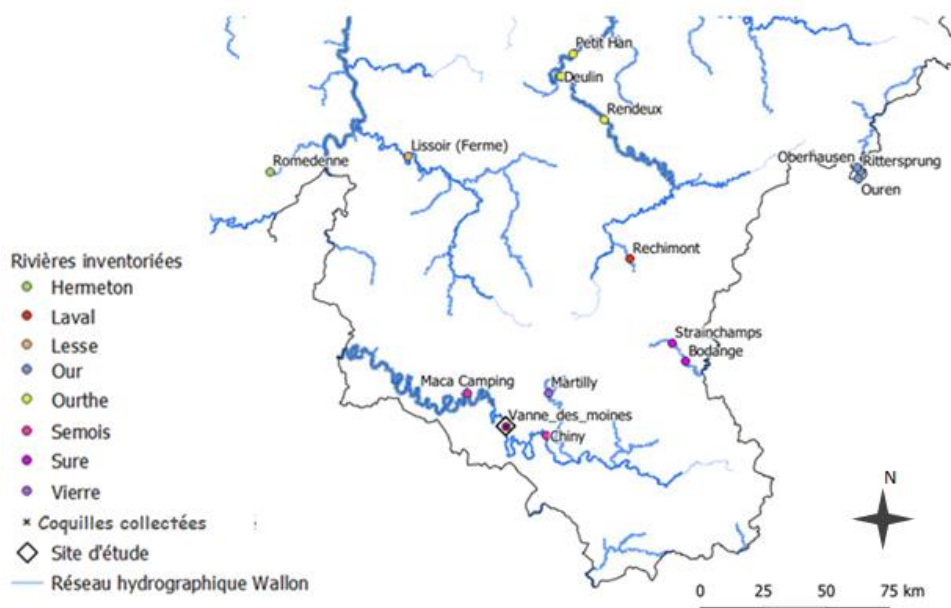 Petit Han
Deulin
Rendeux
Lissoir (Ferme)
Romedenne
Oberhausen
Rittersprung
Ouren
Rechimont
Rivières inventoriées
Hermeton
Laval
Lesse
Our
Ourthe
Semois
Sure
Vierre
Coquilles collectées
Site d'étude
Réseau hydrographique Wallon
Strainchamps
Bodange
Maca Camping
Martilly
Vanne_des_moines
Chiny
N
0 25 50 75 km